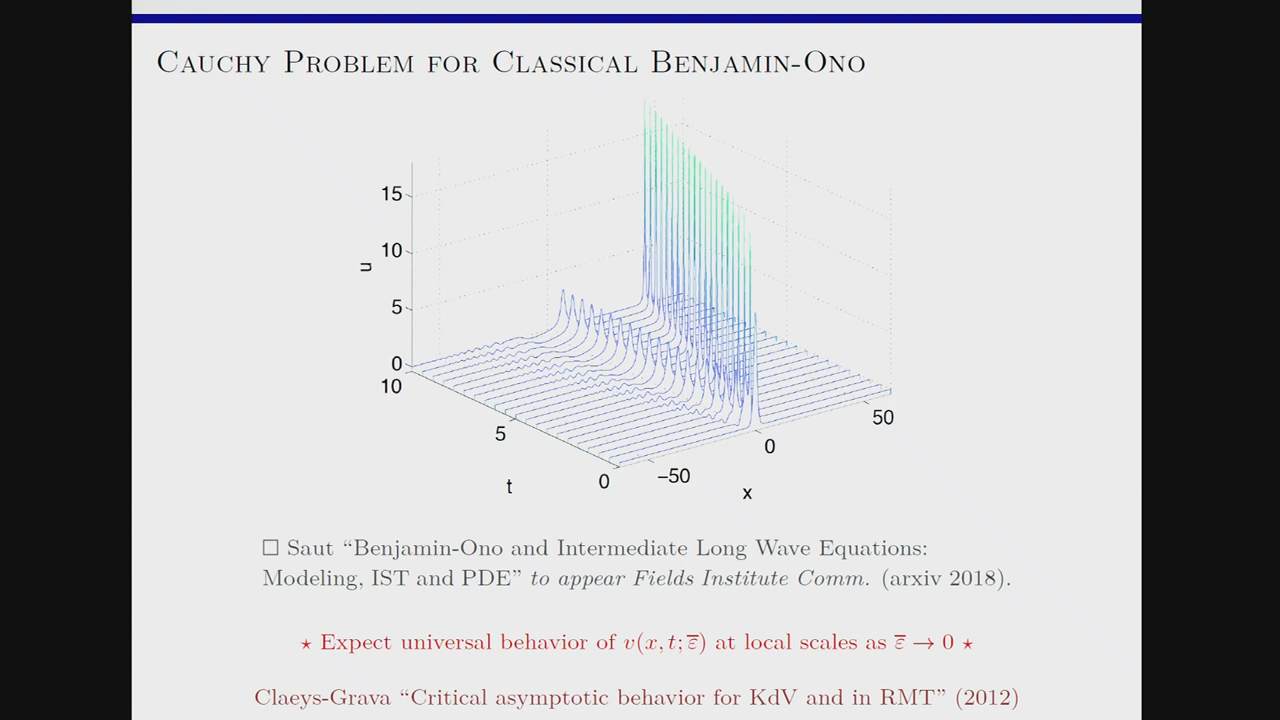 CAUCHY PROBLEM FOR CLASSICAL BENJAMIN-ONO
15
10
u
5
0
10
5
50
0
0
−50
t
x
□ Saut “Benjamin-Ono and Intermediate Long Wave Equations:
Modeling, IST and PDE” to appear Fields Institute Comm. (arxiv 2018).
⋆ Expect universal behavior of v(x, t; ε̅) at local scales as ε̅ → 0 ⋆
Claeys-Grava “Critical asymptotic behavior for KdV and in RMT” (2012)